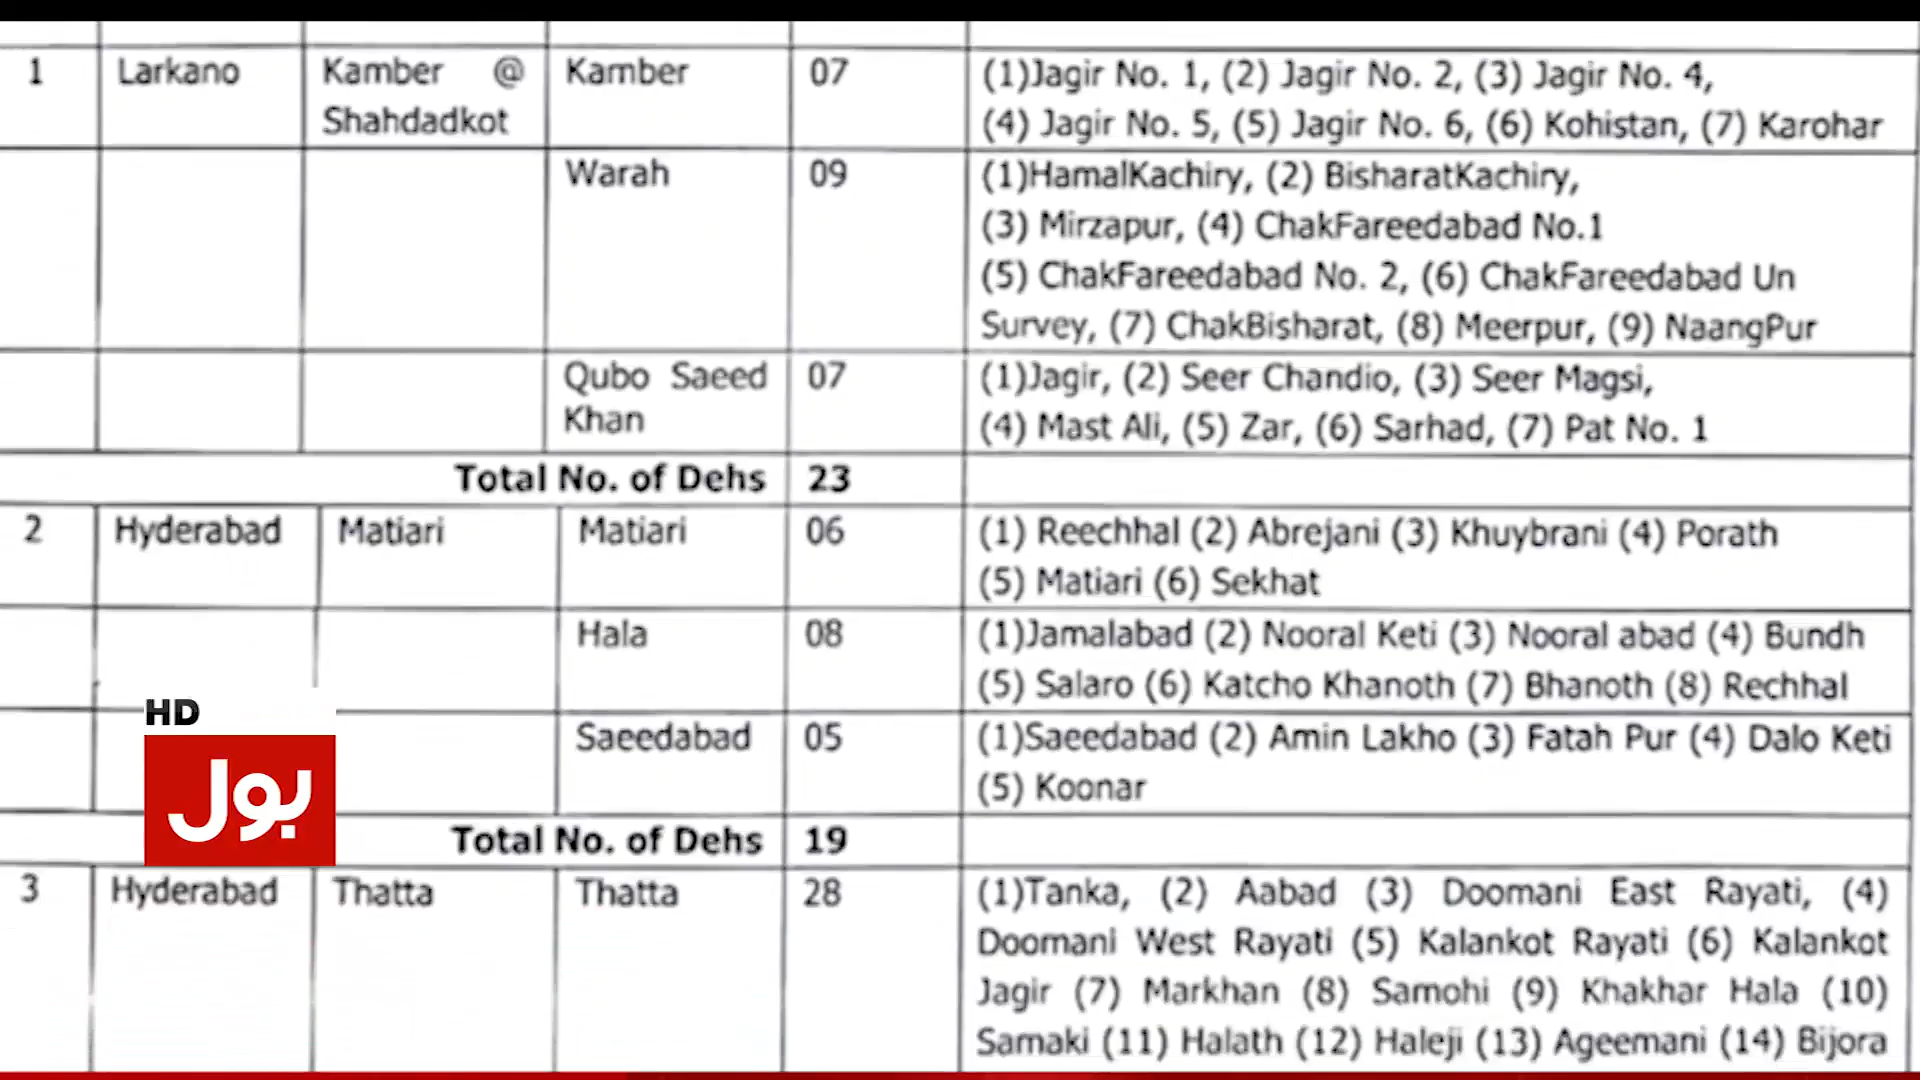 1 Larkano Kamber @ Kamber 07 (1)Jagir No. 1, (2) Jagir No. 2, (3) Jagir No. 4,
Shahdadkot (4) Jagir No. 5, (5) Jagir No. 6, (6) Kohistan, (7) Karohar
Warah 09 (1)HamalKachiry, (2) BisharatKachiry,
(3) Mirzapur, (4) ChakFareedabad No.1
(5) ChakFareedabad No. 2, (6) ChakFareedabad Un
Survey, (7) ChakBisharat, (8) Meerpur, (9) NaangPur
Qubo Saeed 07 (1)Jagir, (2) Seer Chandio, (3) Seer Magsi,
Khan (4) Mast Ali, (5) Zar, (6) Sarhad, (7) Pat No. 1
Total No. of Dehs 23
2 Hyderabad Matiari Matiari 06 (1) Reechhal (2) Abrejani (3) Khuybrani (4) Porath
(5) Matiari (6) Sekhat
Hala 08 (1)Jamalabad (2) Nooral Keti (3) Nooral abad (4) Bundh
(5) Salaro (6) Katcho Khanoth (7) Bhanoth (8) Rechhal
HD
Saeedabad 05 (1)Saeedabad (2) Amin Lakho (3) Fatah Pur (4) Dalo Keti
(5) Koonar
بول
Total No. of Dehs 19
3 Hyderabad Thatta Thatta 28 (1)Tanka, (2) Aabad (3) Doomani East Rayati, (4)
Doomani West Rayati (5) Kalankot Rayati (6) Kalankot
Jagir (7) Markhan (8) Samohi (9) Khakhar Hala (10)
Samaki (11) Halath (12) Haleji (13) Ageemani (14) Bijora